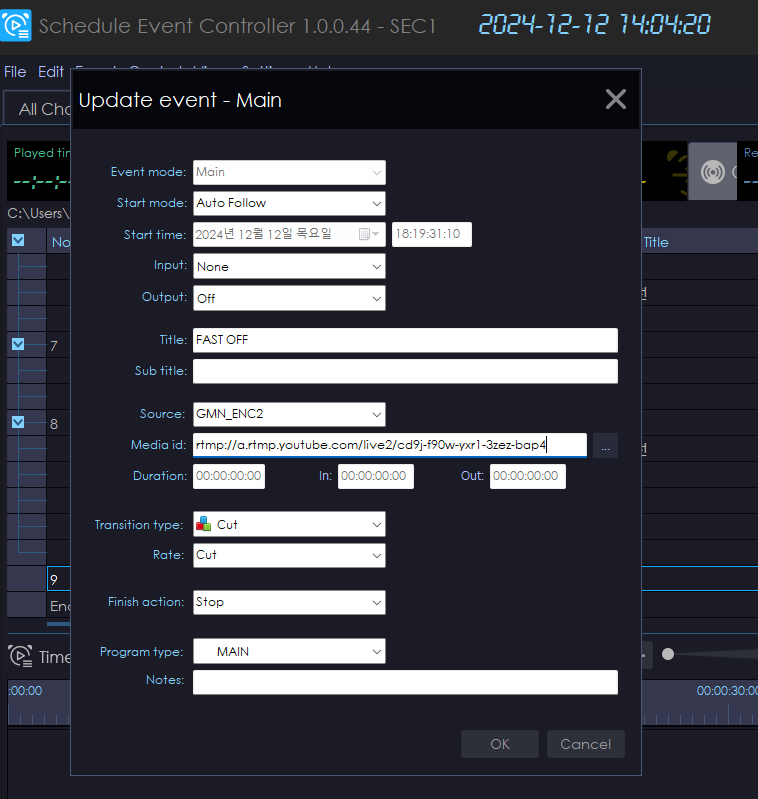 Schedule Event Controller 1.0.0.44 - SEC1
2024-12-12 14:04:20
File Edit
All Cha
Update event - Main
Played tim
--:--:--
Re
C:\Users\
No
Title
7
8
9
Enc
Event mode: Main
Start mode: Auto Follow
Start time: 2024년 12월 12일 목요일 18:19:31:10
Input: None
Output: Off
Title: FAST OFF
Sub title:
Source: GMN_ENC2
Media id: rtmp://a.rtmp.youtube.com/live2/cd9j-f90w-yxr1-3zez-bap4 ...
Duration: 00:00:00:00 In: 00:00:00:00 Out: 00:00:00:00
Transition type: Cut
Rate: Cut
Finish action: Stop
Program type: MAIN
Notes:
OK Cancel
Time
:00:00
00:00:30:00